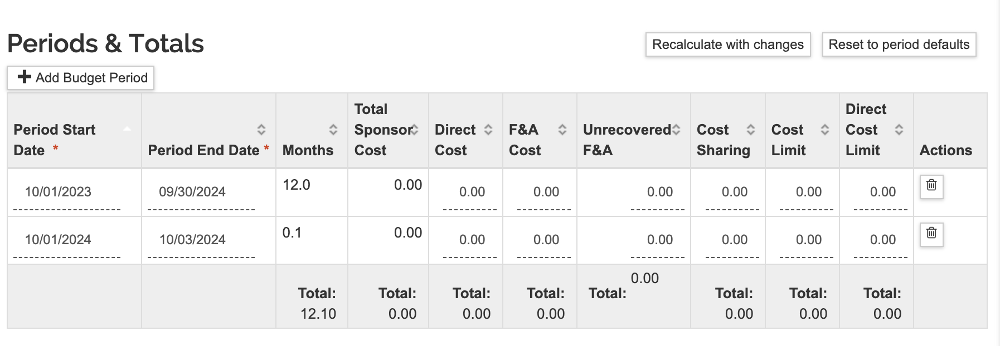 Periods & Totals
Recalculate with changes
Reset to period defaults
Add Budget Period
Period Start Date *
Period End Date *
Months
Total Sponsor Cost
Direct Cost
F&A Cost
Unrecovered F&A
Cost Sharing
Cost Limit
Direct Cost Limit
Actions
10/01/2023 09/30/2024 12.0 0.00 0.00 0.00 0.00 0.00 0.00 0.00
10/01/2024 10/03/2024 0.1 0.00 0.00 0.00 0.00 0.00 0.00 0.00
Total: 12.10
Total: 0.00
Total: 0.00
Total: 0.00
Total: 0.00
Total: 0.00
Total: 0.00
Total: 0.00